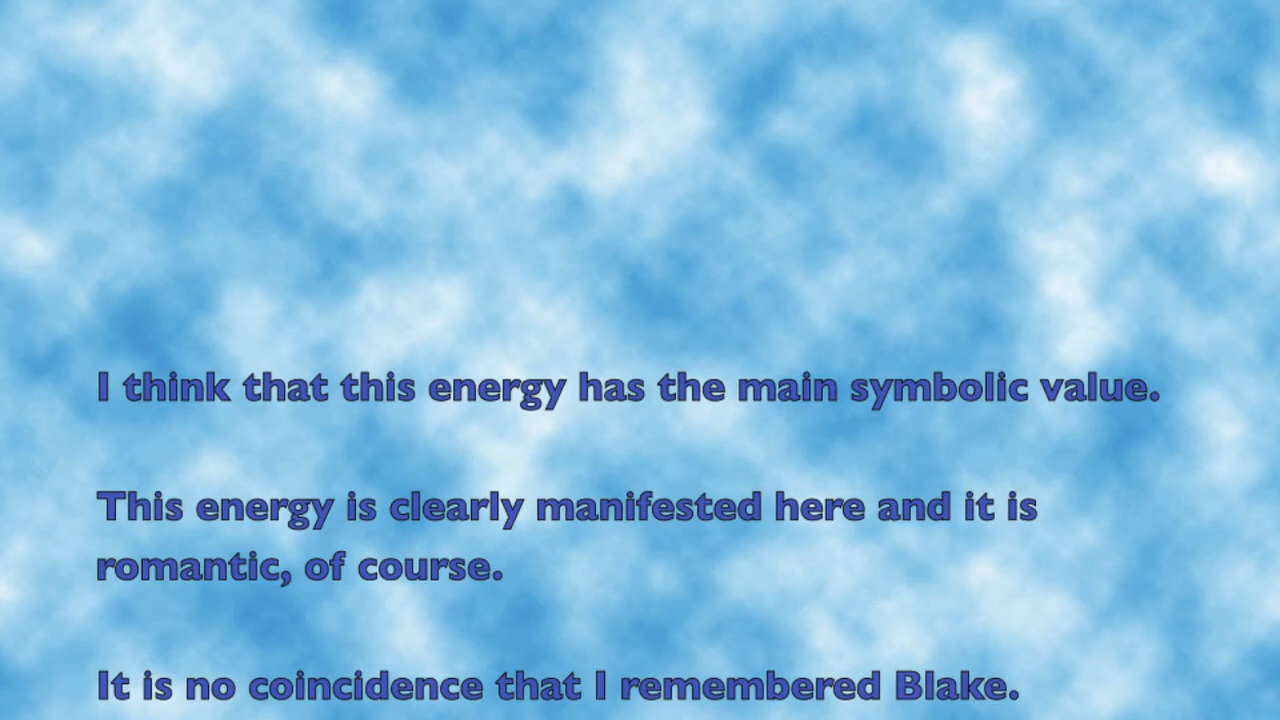 I think that this energy has the main symbolic value.
This energy is clearly manifested here and it is
romantic, of course.
It is no coincidence that I remembered Blake.